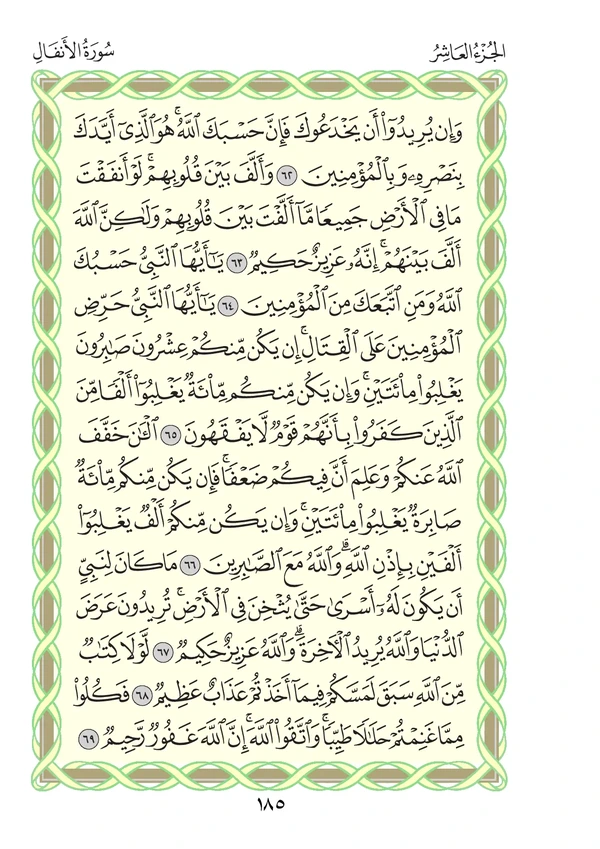 الجُزْءُ العَاشِرُ
سُورَةُ الأَنفَالِ
وَإِن يُرِيدُوٓا۟ أَن يَخْدَعُوكَ فَإِنَّ حَسْبَكَ ٱللَّهُ ۚ هُوَ ٱلَّذِىٓ أَيَّدَكَ
بِنَصْرِهِۦ وَبِٱلْمُؤْمِنِينَ ٦٢ وَأَلَّفَ بَيْنَ قُلُوبِهِمْ ۚ لَوْ أَنفَقْتَ
مَا فِى ٱلْأَرْضِ جَمِيعًا مَّآ أَلَّفْتَ بَيْنَ قُلُوبِهِمْ وَلَٰكِنَّ ٱللَّهَ
أَلَّفَ بَيْنَهُمْ ۚ إِنَّهُۥ عَزِيزٌ حَكِيمٌ ٦٣ يَٰٓأَيُّهَا ٱلنَّبِىُّ حَسْبُكَ
ٱللَّهُ وَمَنِ ٱتَّبَعَكَ مِنَ ٱلْمُؤْمِنِينَ ٦٤ يَٰٓأَيُّهَا ٱلنَّبِىُّ حَرِّضِ
ٱلْمُؤْمِنِينَ عَلَى ٱلْقِتَالِ ۚ إِن يَكُن مِّنكُمْ عِشْرُونَ صَٰبِرُونَ
يَغْلِبُوا۟ مِا۟ئَتَيْنِ ۚ وَإِن يَكُن مِّنكُم مِّا۟ئَةٌ يَغْلِبُوٓا۟ أَلْفًا مِّنَ
ٱلَّذِينَ كَفَرُوا۟ بِأَنَّهُمْ قَوْمٌ لَّا يَفْقَهُونَ ٦٥ ٱلْـَٰٔنَ خَفَّفَ
ٱللَّهُ عَنكُمْ وَعَلِمَ أَنَّ فِيكُمْ ضَعْفًا ۚ فَإِن يَكُن مِّنكُم مِّا۟ئَةٌ
صَابِرَةٌ يَغْلِبُوا۟ مِا۟ئَتَيْنِ ۚ وَإِن يَكُن مِّنكُمْ أَلْفٌ يَغْلِبُوٓا۟
أَلْفَيْنِ بِإِذْنِ ٱللَّهِ ۗ وَٱللَّهُ مَعَ ٱلصَّٰبِرِينَ ٦٦ مَا كَانَ لِنَبِىٍّ
أَن يَكُونَ لَهُۥٓ أَسْرَىٰ حَتَّىٰ يُثْخِنَ فِى ٱلْأَرْضِ ۚ تُرِيدُونَ عَرَضَ
ٱلدُّنْيَا وَٱللَّهُ يُرِيدُ ٱلْـَٔاخِرَةَ ۗ وَٱللَّهُ عَزِيزٌ حَكِيمٌ ٦٧ لَّوْلَا كِتَٰبٌ
مِّنَ ٱللَّهِ سَبَقَ لَمَسَّكُمْ فِيمَآ أَخَذْتُمْ عَذَابٌ عَظِيمٌ ٦٨ فَكُلُوا۟
مِمَّا غَنِمْتُمْ حَلَٰلًا طَيِّبًا ۚ وَٱتَّقُوا۟ ٱللَّهَ ۚ إِنَّ ٱللَّهَ غَفُورٌ رَّحِيمٌ ٦٩
١٨٥